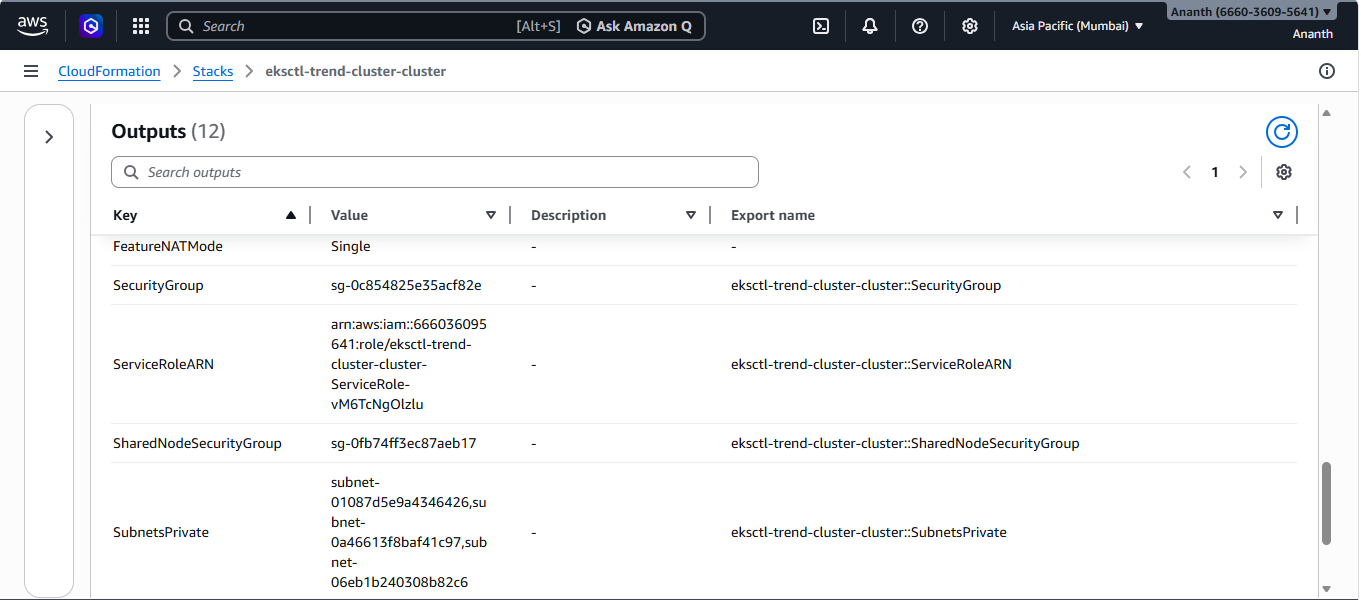 aws
Search [Alt+S] Ask Amazon Q
Asia Pacific (Mumbai) ▼
Ananth (6660-3609-5641) ▼
Ananth
CloudFormation > Stacks > eksctl-trend-cluster-cluster
Outputs (12)
Search outputs
1
Key Value Description Export name
FeatureNATMode Single - -
SecurityGroup sg-0c854825e35acf82e - eksctl-trend-cluster-cluster::SecurityGroup
arn:aws:iam::666036095
641:role/eksctl-trend-
ServiceRoleARN cluster-cluster- - eksctl-trend-cluster-cluster::ServiceRoleARN
ServiceRole-
vM6TcNgOlzlu
SharedNodeSecurityGroup sg-0fb74ff3ec87aeb17 - eksctl-trend-cluster-cluster::SharedNodeSecurityGroup
subnet-
01087d5e9a4346426,su
bnet-
SubnetsPrivate 0a46613f8baf41c97,sub - eksctl-trend-cluster-cluster::SubnetsPrivate
net-
06eb1b240308b82c6